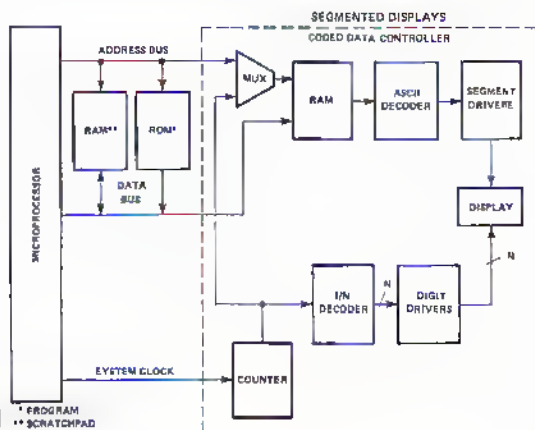 SEGMENTED DISPLAYS
CODED DATA CONTROLLER
ADDRESS BUS
MUX
RAM
ASCII
DECODER
SEGMENT
DRIVERS
RAM**
ROM*
DATA
BUS
DISPLAY
MICROPROCESSOR
N
N
1/N
DECODER
DIGIT
DRIVERS
SYSTEM CLOCK
COUNTER
* PROGRAM
** SCRATCHPAD